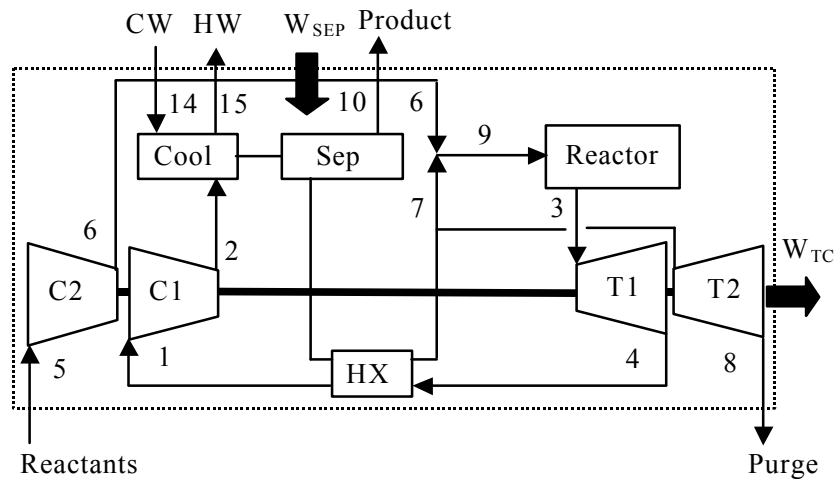 CW HW W_SEP Product
14 15 10 6 9
Cool Sep Reactor
7 3
6 2 W_TC
C2 C1 T1 T2
5 1 HX 4 8
Reactants Purge